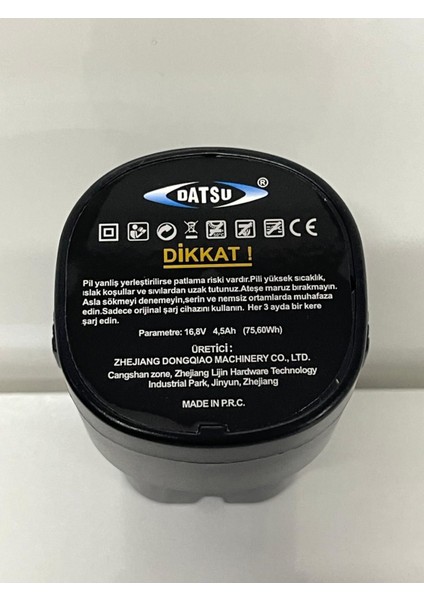 DATSU ®
CE
DİKKAT !
Pil yanliş yerleştirilirse patlama riski vardır.Pili yüksek sıcaklık,
ıslak koşullar ve sıvılardan uzak tutunuz.Ateşe maruz bırakmayın.
Asla sökmeyi denemeyin,serin ve nemsiz ortamlarda muhafaza
edin.Sadece orijinal şarj cihazını kullanın. Her 3 ayda bir kere
şarj edin.
Parametre: 16,8V 4,5Ah (75,60Wh)
ÜRETİCİ :
ZHEJIANG DONGQIAO MACHINERY CO., LTD.
Cangshan zone, Zhejiang Lijin Hardware Technology
Industrial Park, Jinyun, Zhejiang
MADE IN P.R.C.